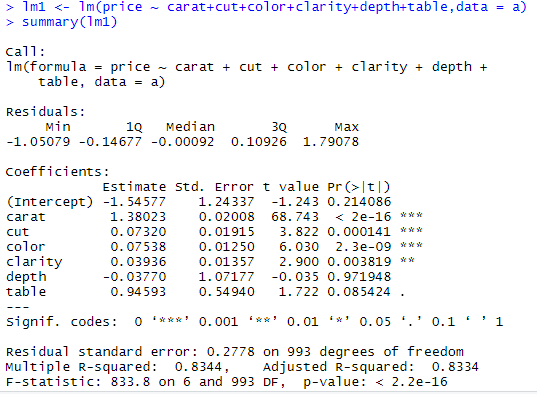 > lm1 <- lm(price ~ carat+cut+color+clarity+depth+table,data = a)
> summary(lm1)

Call:
lm(formula = price ~ carat + cut + color + clarity + depth +
    table, data = a)

Residuals:
     Min       1Q   Median       3Q      Max
-1.05079 -0.14677 -0.00092  0.10926  1.79078

Coefficients:
            Estimate Std. Error t value Pr(>|t|)
(Intercept) -1.54577    1.24337  -1.243 0.214086
carat        1.38023    0.02008  68.743  < 2e-16 ***
cut          0.07320    0.01915   3.822 0.000141 ***
color        0.07538    0.01250   6.030  2.3e-09 ***
clarity      0.03936    0.01357   2.900 0.003819 **
depth       -0.03770    1.07177  -0.035 0.971948
table        0.94593    0.54940   1.722 0.085424 .
---
Signif. codes:  0 ‘***’ 0.001 ‘**’ 0.01 ‘*’ 0.05 ‘.’ 0.1 ‘ ’ 1

Residual standard error: 0.2778 on 993 degrees of freedom
Multiple R-squared:  0.8344,	Adjusted R-squared:  0.8334
F-statistic: 833.8 on 6 and 993 DF,  p-value: < 2.2e-16